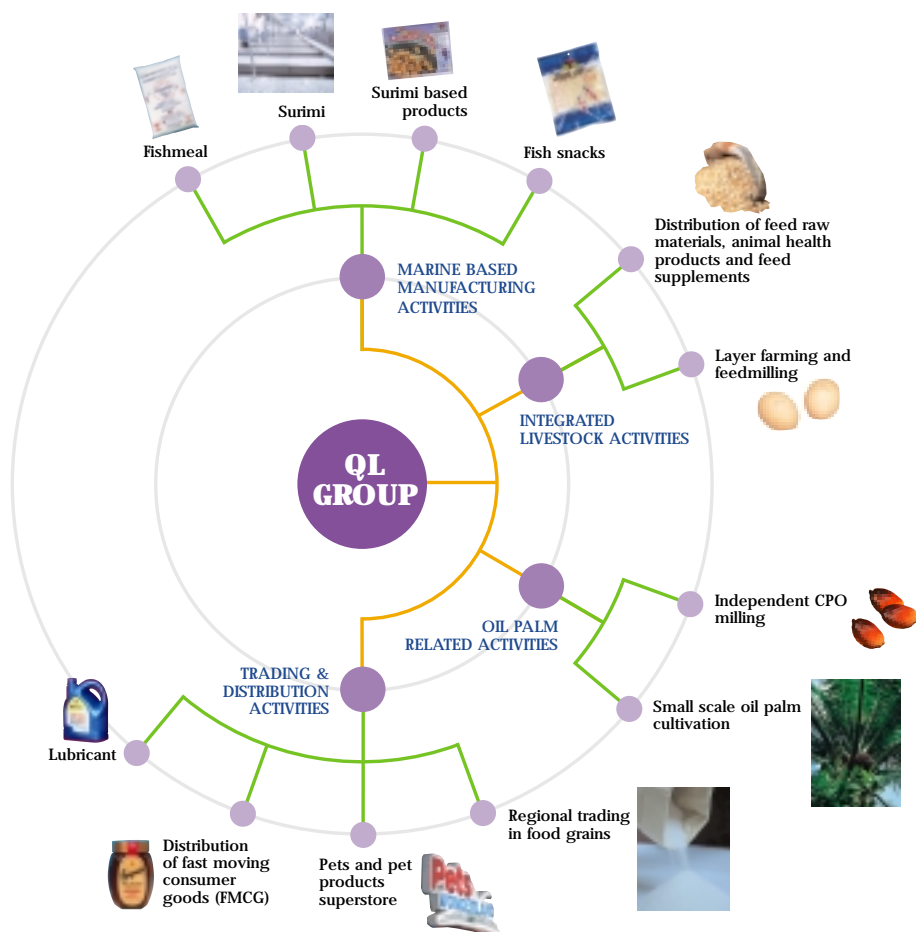 Surimi
Surimi based
products
Fishmeal
Fish snacks
Distribution of feed raw
materials, animal health
products and feed
supplements
MARINE BASED
MANUFACTURING
ACTIVITIES
Layer farming and
feedmilling
INTEGRATED
LIVESTOCK ACTIVITIES
QL
GROUP
Independent CPO
milling
OIL PALM
RELATED ACTIVITIES
TRADING &
DISTRIBUTION
ACTIVITIES
Small scale oil palm
cultivation
Lubricant
Regional trading
in food grains
Distribution
of fast moving
consumer
goods (FMCG)
Pets and pet
products
superstore
Pets
WONDERLAND